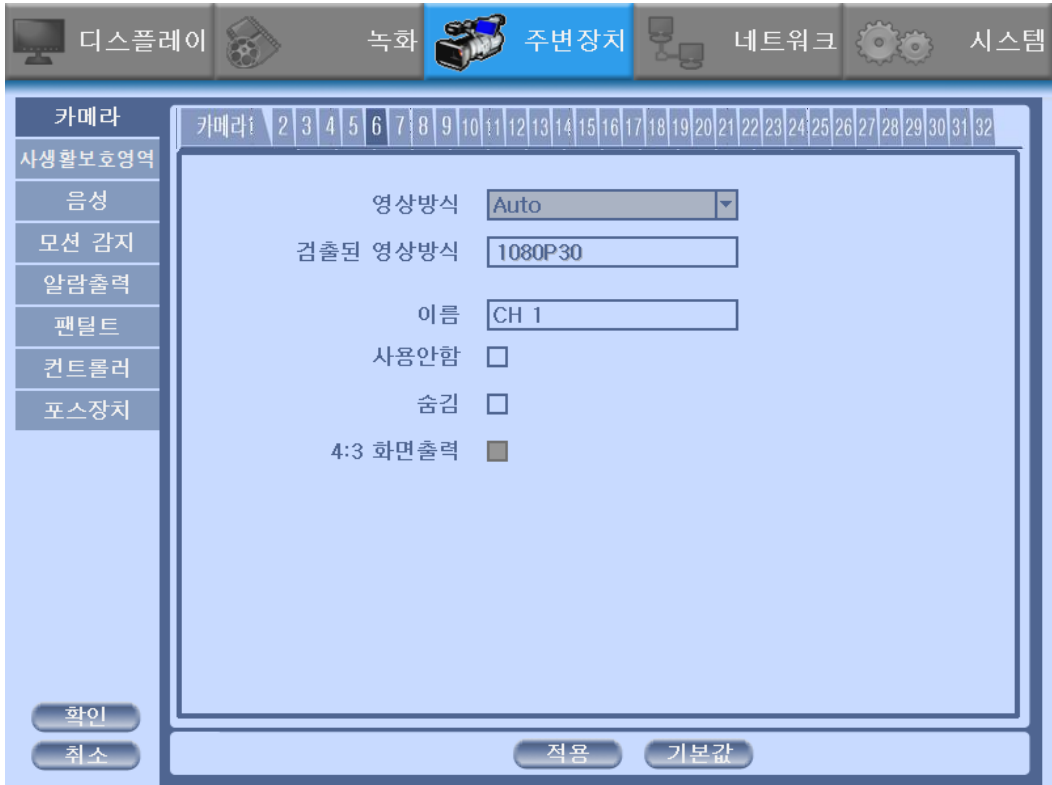 디스플레이 녹화 주변장치 네트워크 시스템
카메라
사생활보호영역
음성
모션 감지
알람출력
팬틸트
컨트롤러
포스장치
확인
취소
카메라1 2 3 4 5 6 7 8 9 10 11 12 13 14 15 16 17 18 19 20 21 22 23 24 25 26 27 28 29 30 31 32
영상방식 Auto
검출된 영상방식 1080P30
이름 CH 1
사용안함
숨김
4:3 화면출력
적용 기본값